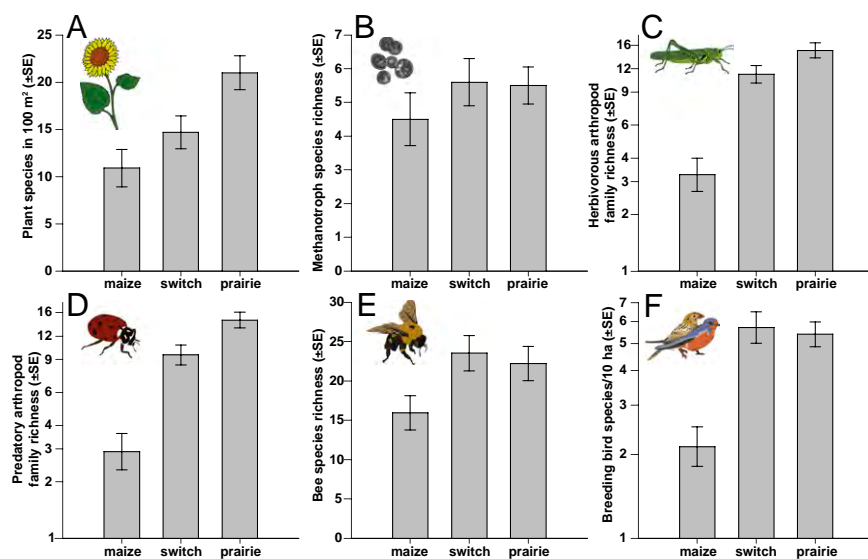 A
Plant species in 100 m² (±SE)
25
20
15
10
5
0
maize switch prairie
B
Methanotroph species richness (±SE)
7
6
5
4
3
2
1
0
maize switch prairie
C
Herbivorous arthropod
family richness (±SE)
16
12
9
6
4
3
2
1
maize switch prairie
D
Predatory arthropod
family richness (±SE)
16
12
9
6
4
3
2
1
maize switch prairie
E
Bee species richness (±SE)
30
25
20
15
10
5
0
maize switch prairie
F
Breeding bird species/10 ha (±SE)
7
6
5
4
3
2
1
maize switch prairie